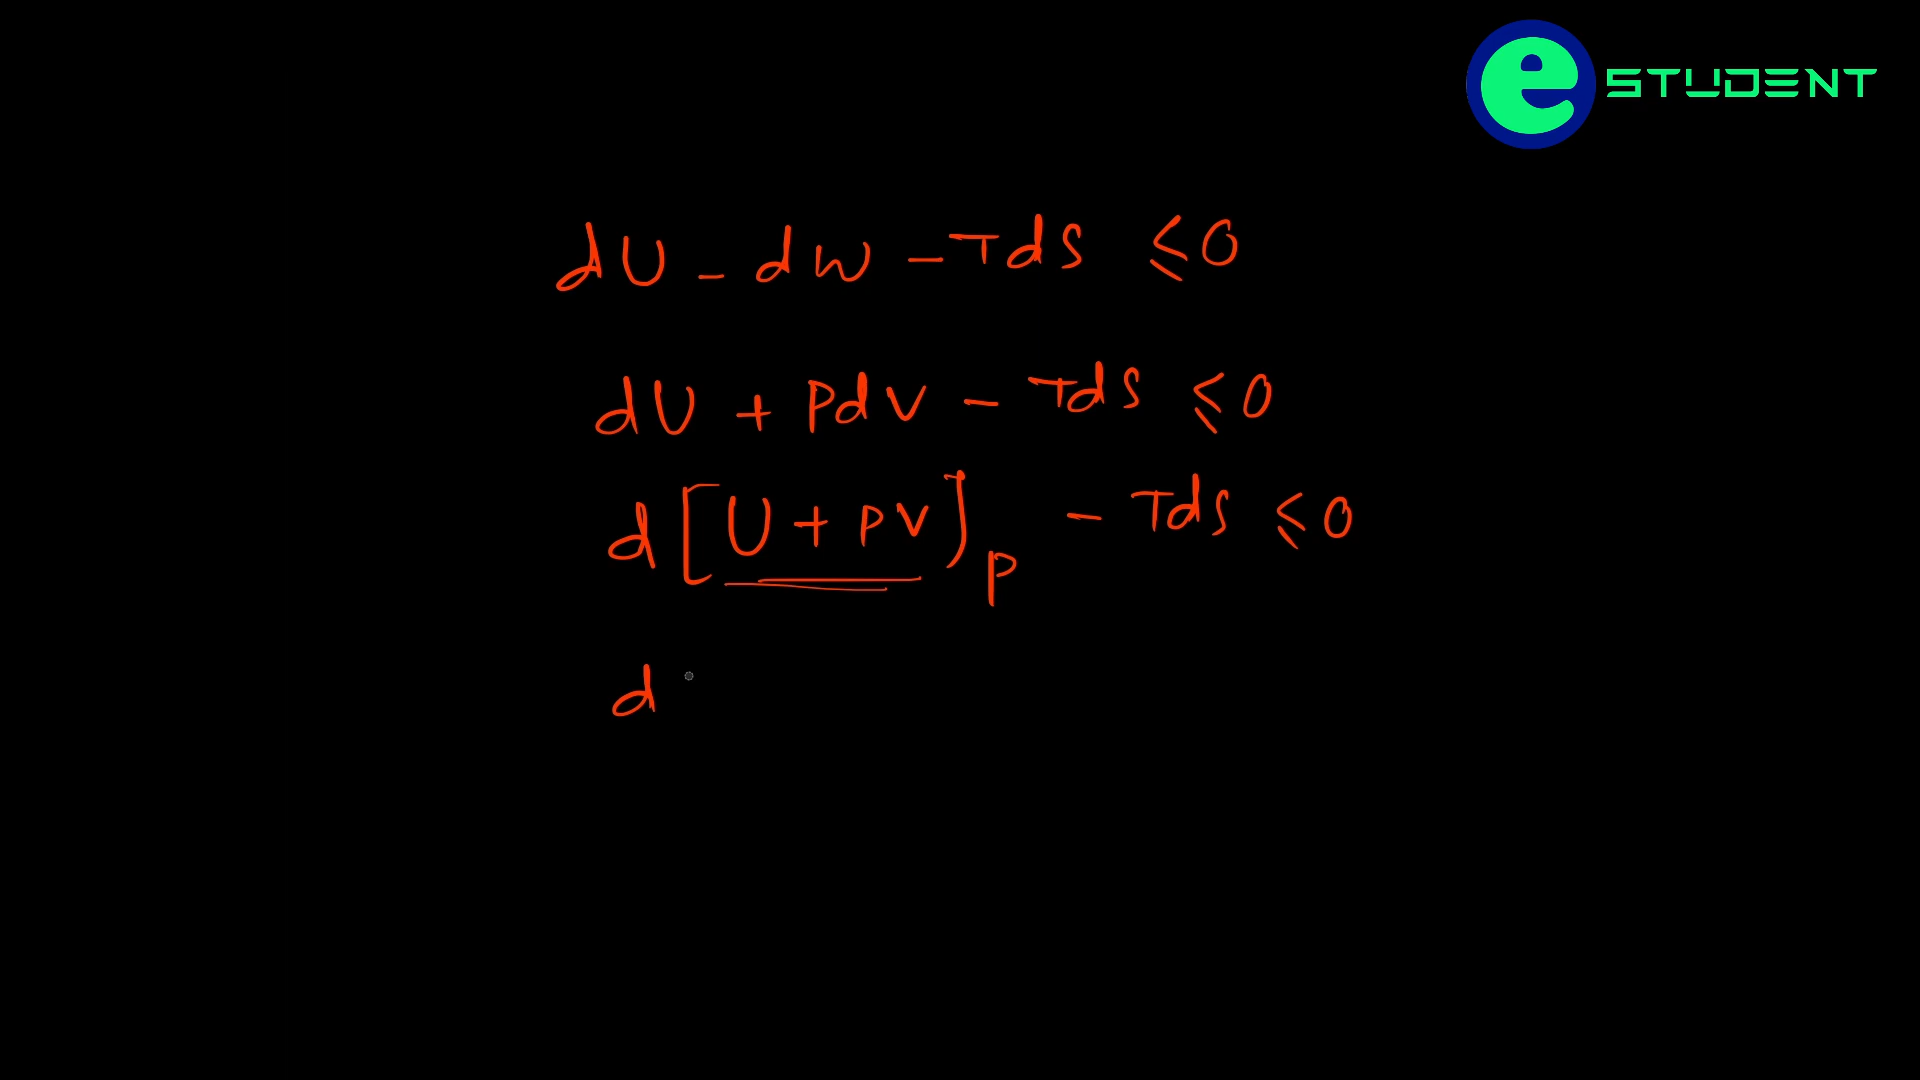 e STUDENT
dU - dw - Tds ≤ 0
dU + PdV - Tds ≤ 0
d[U + PV]p - Tds ≤ 0
d